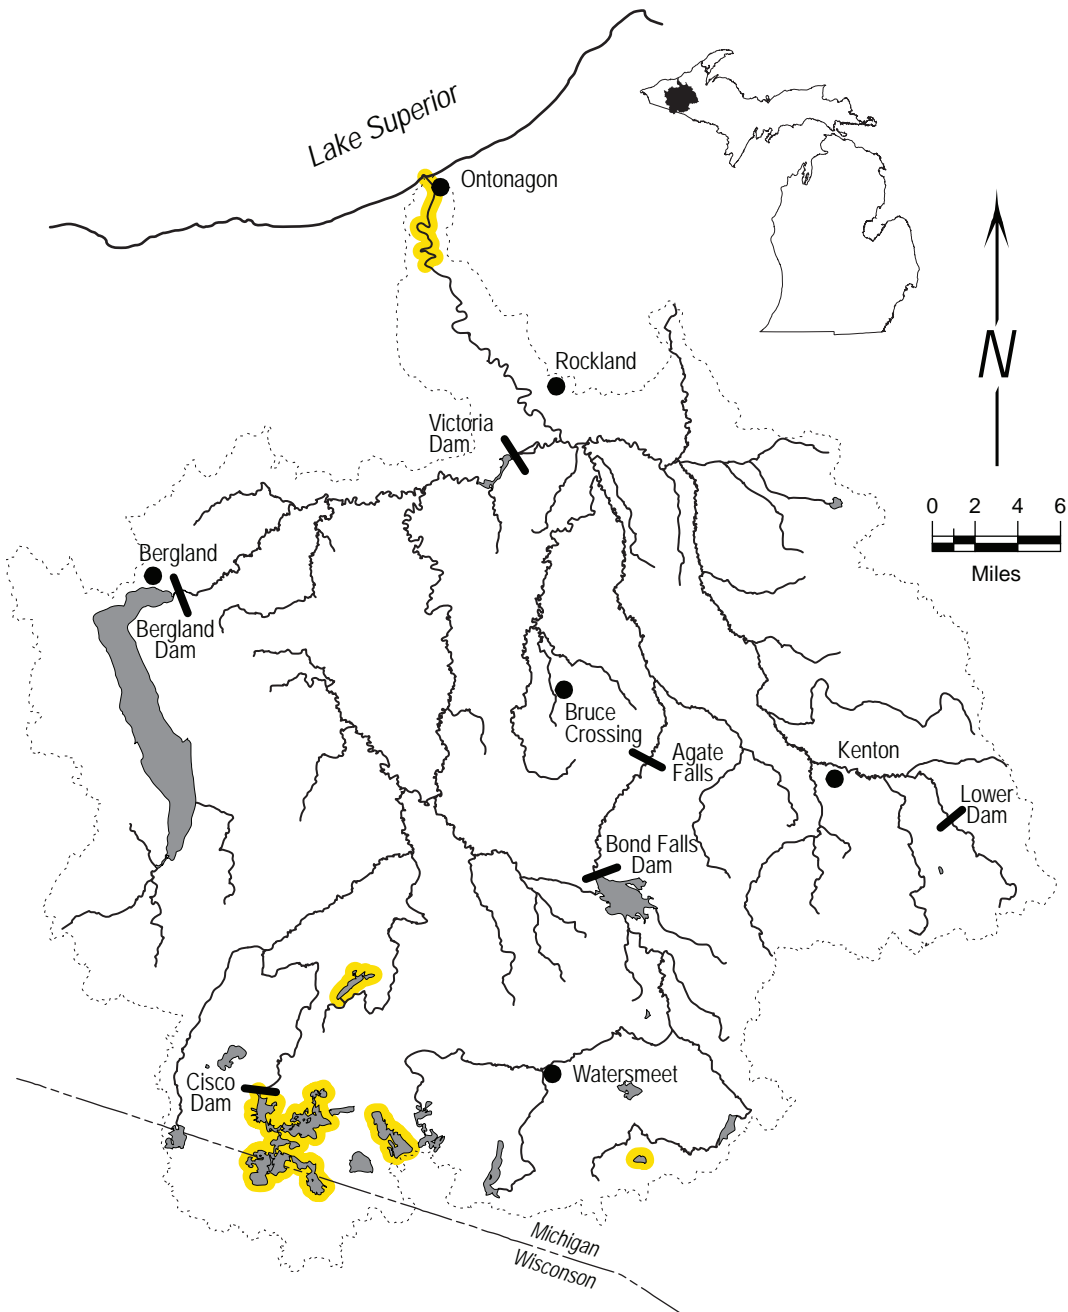 Lake Superior
Ontonagon
Rockland
Victoria
Dam
N
0 2 4 6
Miles
Bergland
Bergland
Dam
Bruce
Crossing
Agate
Falls
Kenton
Lower
Dam
Bond Falls
Dam
Cisco
Dam
Watersmeet
Michigan
Wisconson